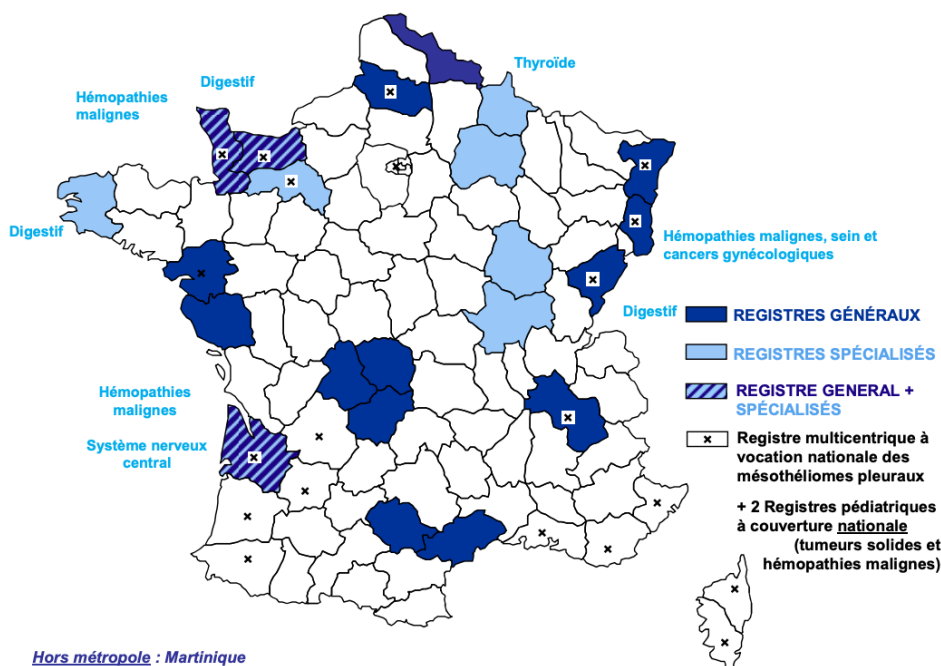 Thyroïde
Digestif
Hémopathies
malignes
Digestif
Hémopathies malignes, sein et
cancers gynécologiques
Digestif
Hémopathies
malignes
Système nerveux
central
REGISTRES GÉNÉRAUX
REGISTRES SPÉCIALISÉS
REGISTRE GENERAL +
SPÉCIALISÉS
Registre multicentrique à
vocation nationale des
mésothéliomes pleuraux
+ 2 Registres pédiatriques
à couverture nationale
(tumeurs solides et
hémopathies malignes)
Hors métropole : Martinique